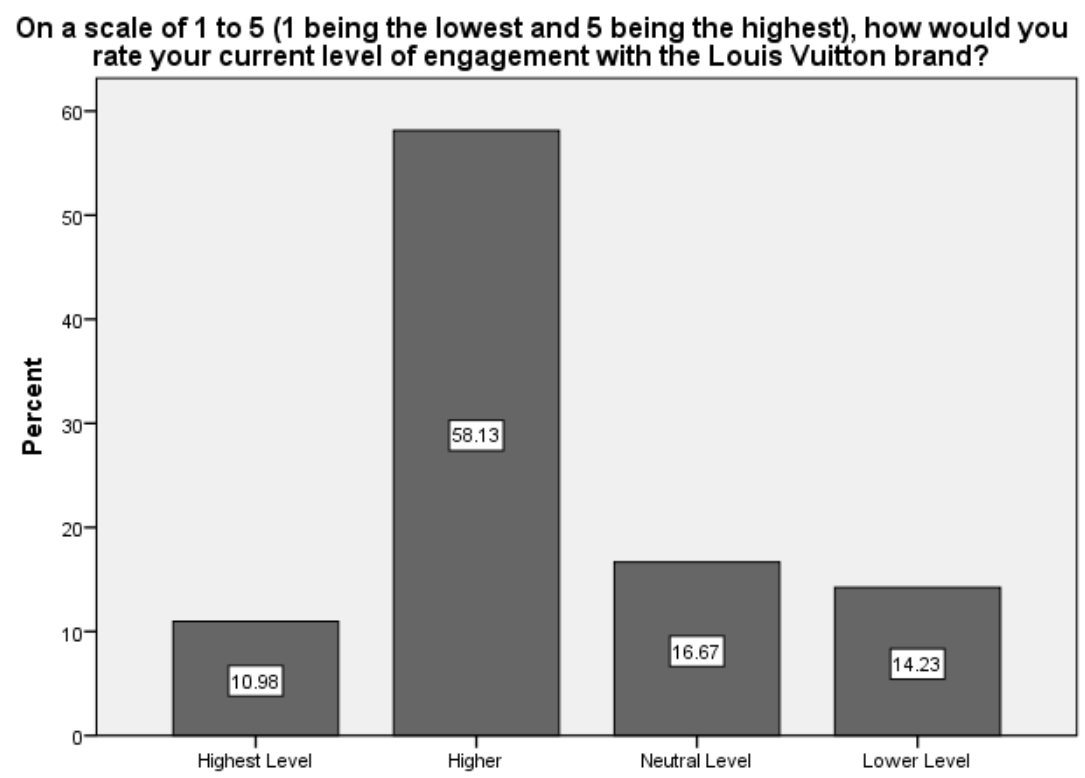 On a scale of 1 to 5 (1 being the lowest and 5 being the highest), how would you
rate your current level of engagement with the Louis Vuitton brand?
60
50
40
30
20
10
0
Percent
10.98
58.13
16.67
14.23
Highest Level
Higher
Neutral Level
Lower Level